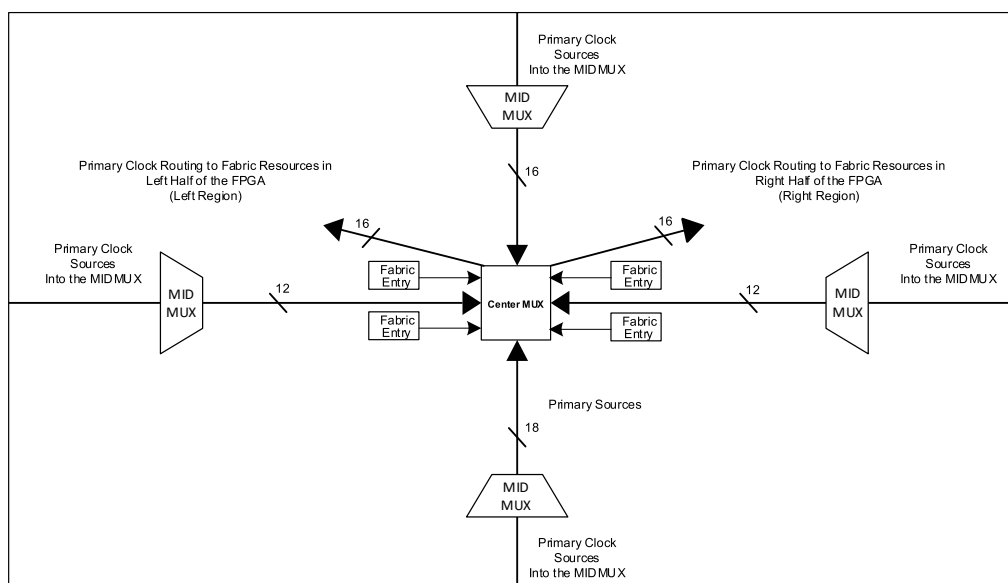 Primary Clock
Sources
Into the MIDMUX
MID
MUX
16
Primary Clock Routing to Fabric Resources in
Left Half of the FPGA
(Left Region)
Primary Clock Routing to Fabric Resources in
Right Half of the FPGA
(Right Region)
16
16
Primary Clock
Sources
Into the MIDMUX
MID
MUX
12
Fabric
Entry
Fabric
Entry
Center MUX
Fabric
Entry
Fabric
Entry
12
MID
MUX
Primary Clock
Sources
Into the MIDMUX
Primary Sources
18
MID
MUX
Primary Clock
Sources
Into the MIDMUX